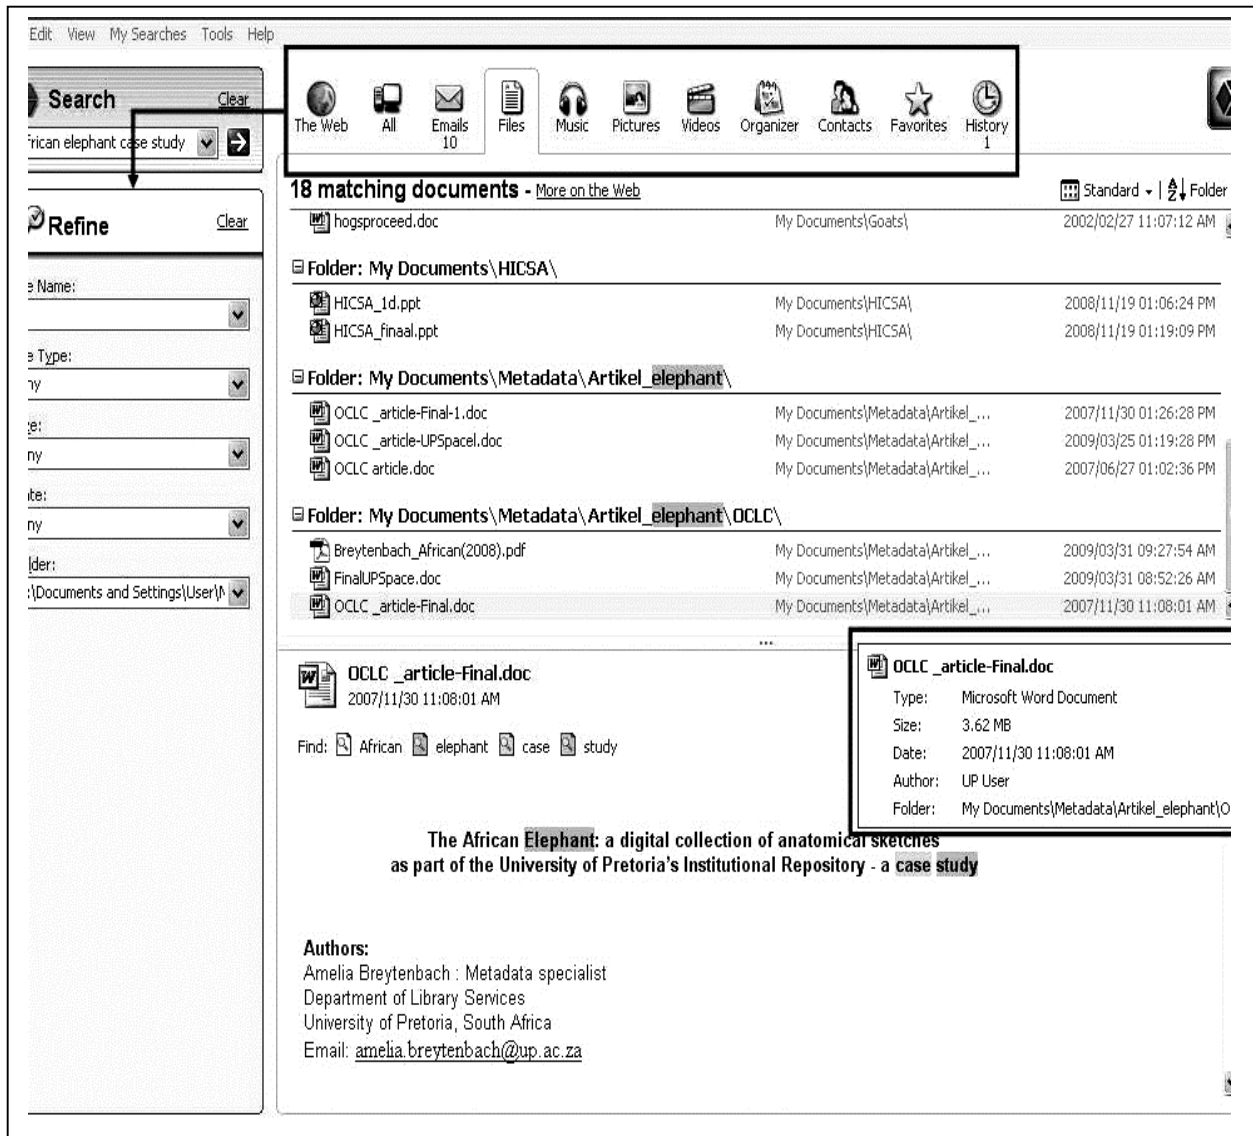 Edit View My Searches Tools Help
Search Clear
frican elephant case study
The Web All Emails Files Music Pictures Videos Organizer Contacts Favorites History
10 1
18 matching documents - More on the Web Standard Folder
Refine Clear
hogsproceed.doc My Documents\Goats\ 2002/02/27 11:07:12 AM
Folder: My Documents\HICSA\
e Name:
HICSA_1d.ppt My Documents\HICSA\ 2008/11/19 01:06:24 PM
HICSA_finaal.ppt My Documents\HICSA\ 2008/11/19 01:19:09 PM
e Type:
ny
Folder: My Documents\Metadata\Artikel_elephant\
OCLC _article-Final-1.doc My Documents\Metadata\Artikel_... 2007/11/30 01:26:28 PM
ze:
OCLC _article-UPSpacel.doc My Documents\Metadata\Artikel_... 2009/03/25 01:19:28 PM
ny
OCLC article.doc My Documents\Metadata\Artikel_... 2007/06/27 01:02:36 PM
ate:
Folder: My Documents\Metadata\Artikel_elephant\OCLC\
ny
Breytenbach_African(2008).pdf My Documents\Metadata\Artikel_... 2009/03/31 09:27:54 AM
lder:
FinalUPSpace.doc My Documents\Metadata\Artikel_... 2009/03/31 08:52:26 AM
:\Documents and Settings\User\M
OCLC _article-Final.doc My Documents\Metadata\Artikel_... 2007/11/30 11:08:01 AM
OCLC _article-Final.doc
2007/11/30 11:08:01 AM
Find: African elephant case study
OCLC _article-Final.doc
Type: Microsoft Word Document
Size: 3.62 MB
Date: 2007/11/30 11:08:01 AM
Author: UP User
Folder: My Documents\Metadata\Artikel_elephant\O
The African Elephant: a digital collection of anatomical sketches
as part of the University of Pretoria's Institutional Repository - a case study
Authors:
Amelia Breytenbach : Metadata specialist
Department of Library Services
University of Pretoria, South Africa
Email: amelia.breytenbach@up.ac.za